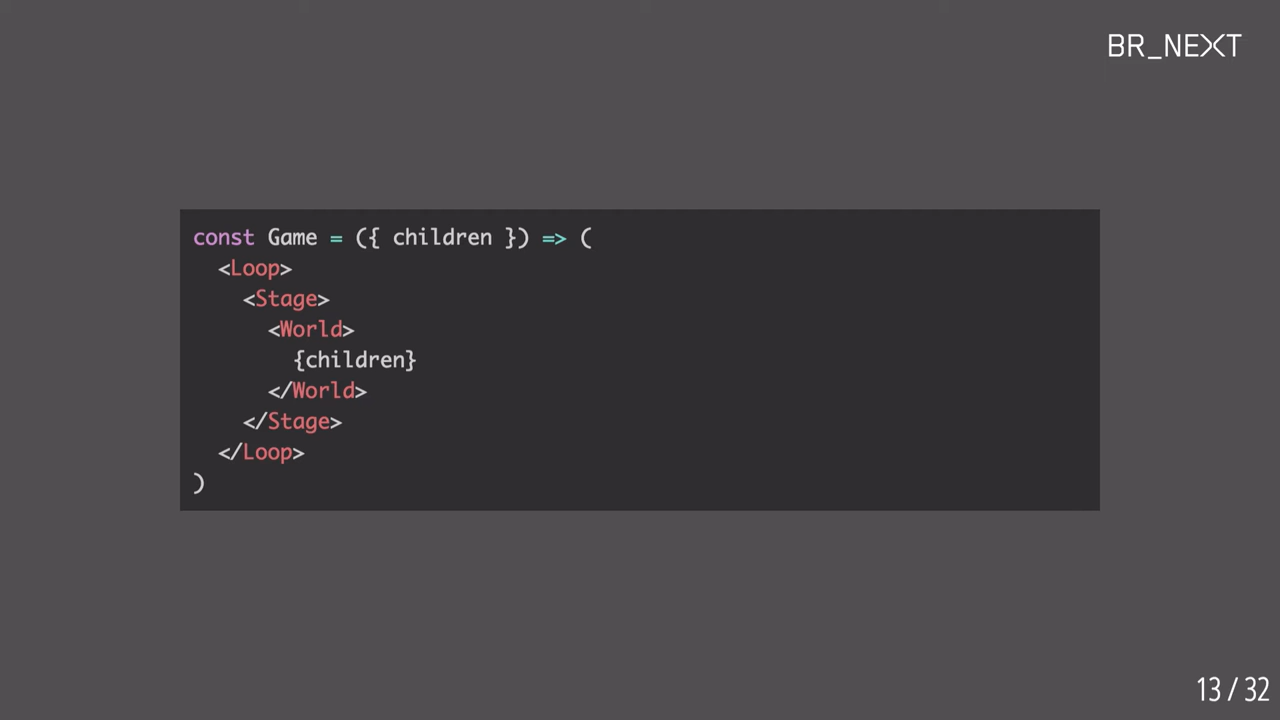 BR_NEXT
const Game = ({ children }) => (
  <Loop>
    <Stage>
      <World>
        {children}
      </World>
    </Stage>
  </Loop>
)
13 / 32